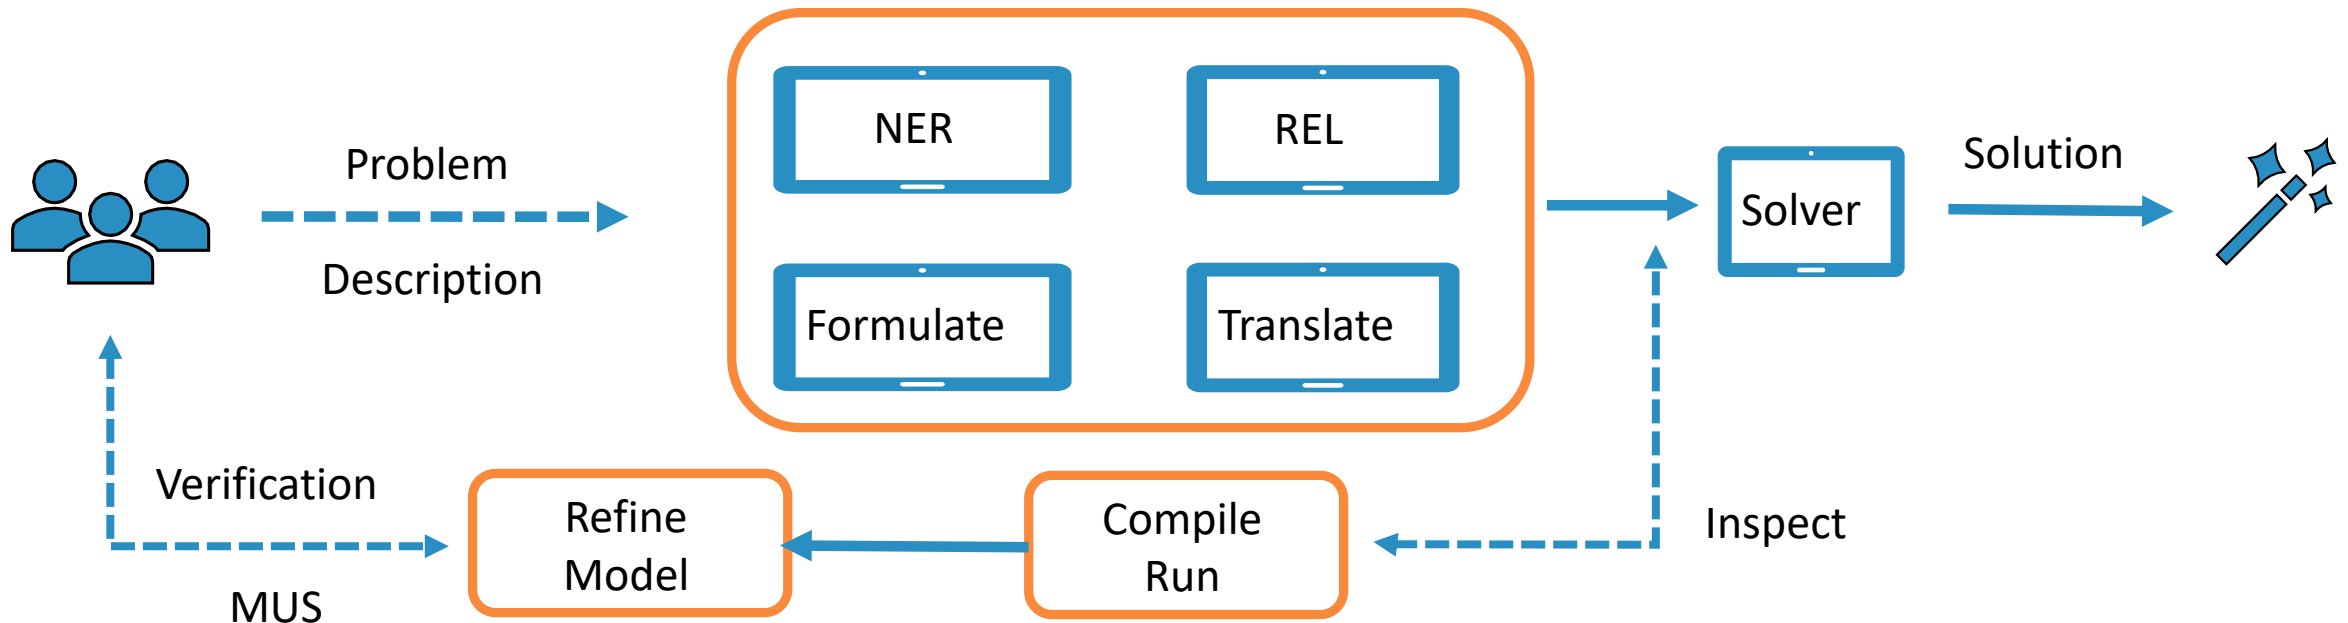 Problem
Description
NER
REL
Formulate
Translate
Solver
Solution
Verification
MUS
Refine
Model
Compile
Run
Inspect